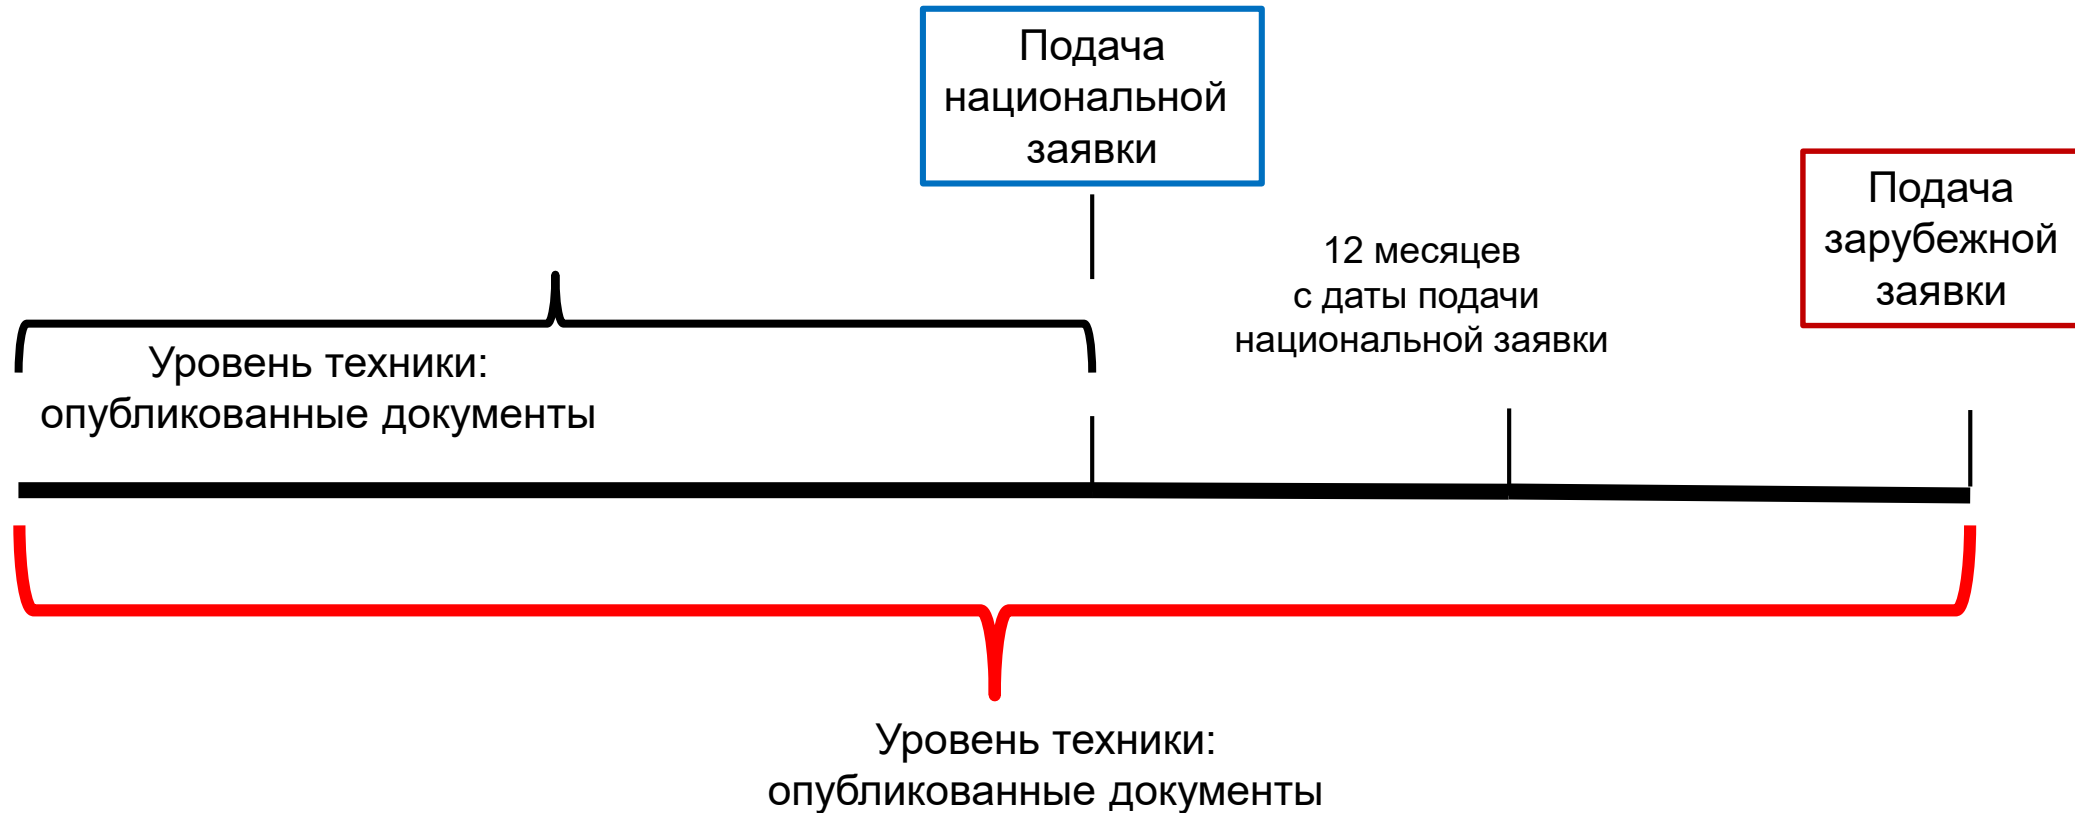 Подача
национальной
заявки
Подача
зарубежной
заявки
12 месяцев
с даты подачи
национальной заявки
Уровень техники:
опубликованные документы
Уровень техники:
опубликованные документы